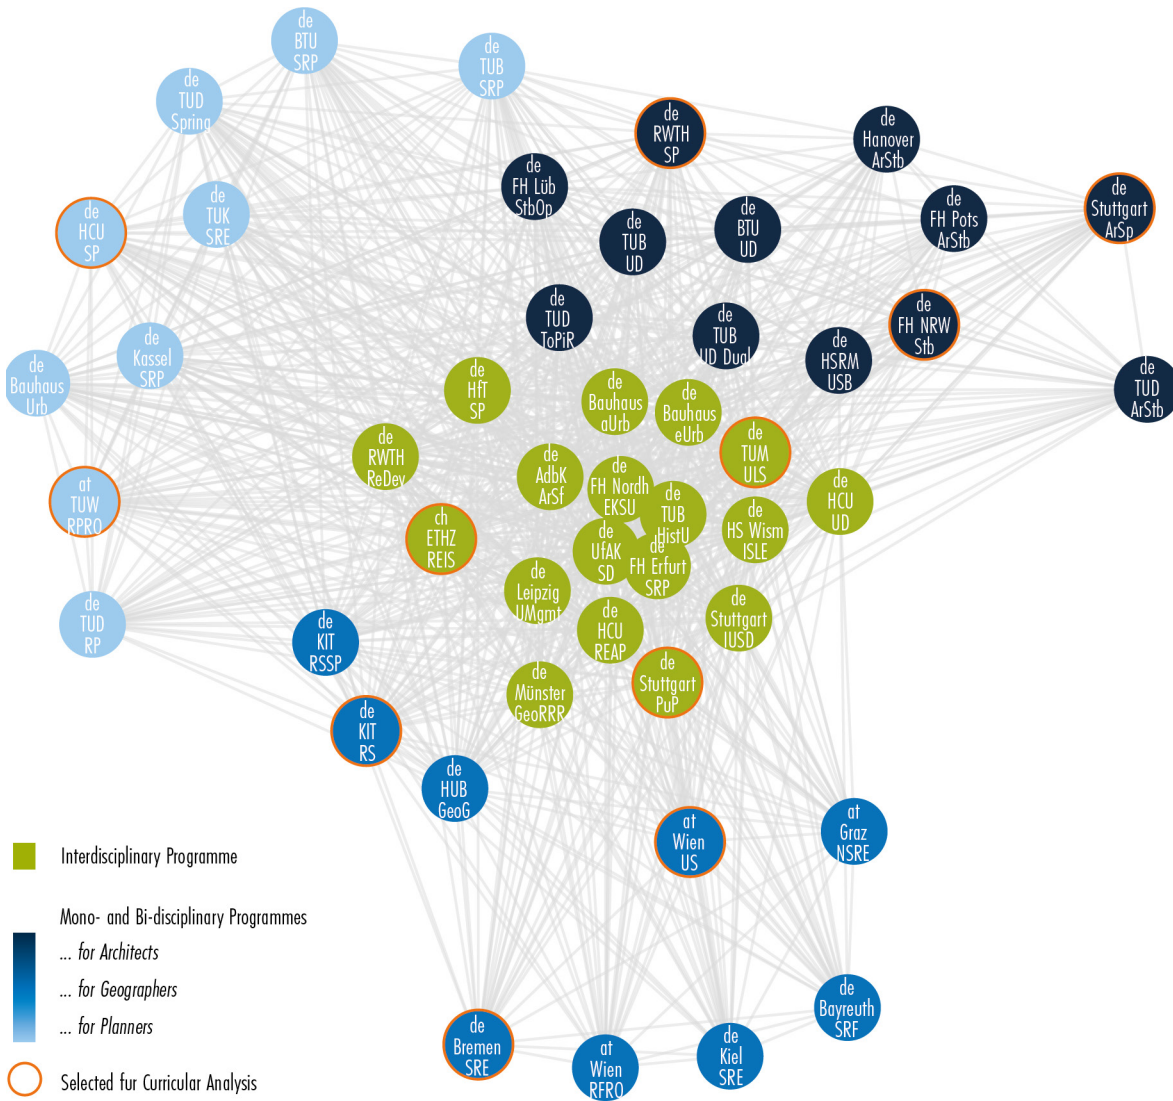 de
BTU
SRP
de
TUB
SRP
de
TUD
Spring
de
RWTH
SP
de
Hanover
ArStb
de
FH Lüb
StbOp
de
Stuttgart
ArSp
de
TUK
SRE
de
HCU
SP
de
FH Pots
ArStb
de
BTU
UD
de
TUB
UD
de
TUD
ToPiR
de
FH NRW
Stb
de
TUB
UD Dual
de
Kassel
SRP
de
HSRM
USB
de
Bauhaus
Urb
de
HfT
SP
de
TUD
ArStb
de
Bauhaus
aUrb
de
Bauhaus
eUrb
de
RWTH
ReDev
de
TUM
ULS
de
AdbK
ArSf
de
FH Nordh
EKSU
at
TUW
RPRO
de
HCU
UD
de
TUB
HistU
de
HS Wism
ISLE
ch
ETHZ
REIS
de
UfAK
SD
de
FH Erfurt
SRP
de
Leipzig
UMgmt
de
TUD
RP
de
Stuttgart
IUSD
de
HCU
REAP
de
KIT
RSSP
de
Stuttgart
PuP
de
Münster
GeoRRR
de
KIT
RS
de
HUB
GeoG
at
Wien
US
at
Graz
NSRE
de
Bayreuth
SRF
de
Bremen
SRE
at
Wien
RFRO
de
Kiel
SRE
Interdisciplinary Programme
Mono- and Bi-disciplinary Programmes
... for Architects
... for Geographers
... for Planners
Selected fur Curricular Analysis